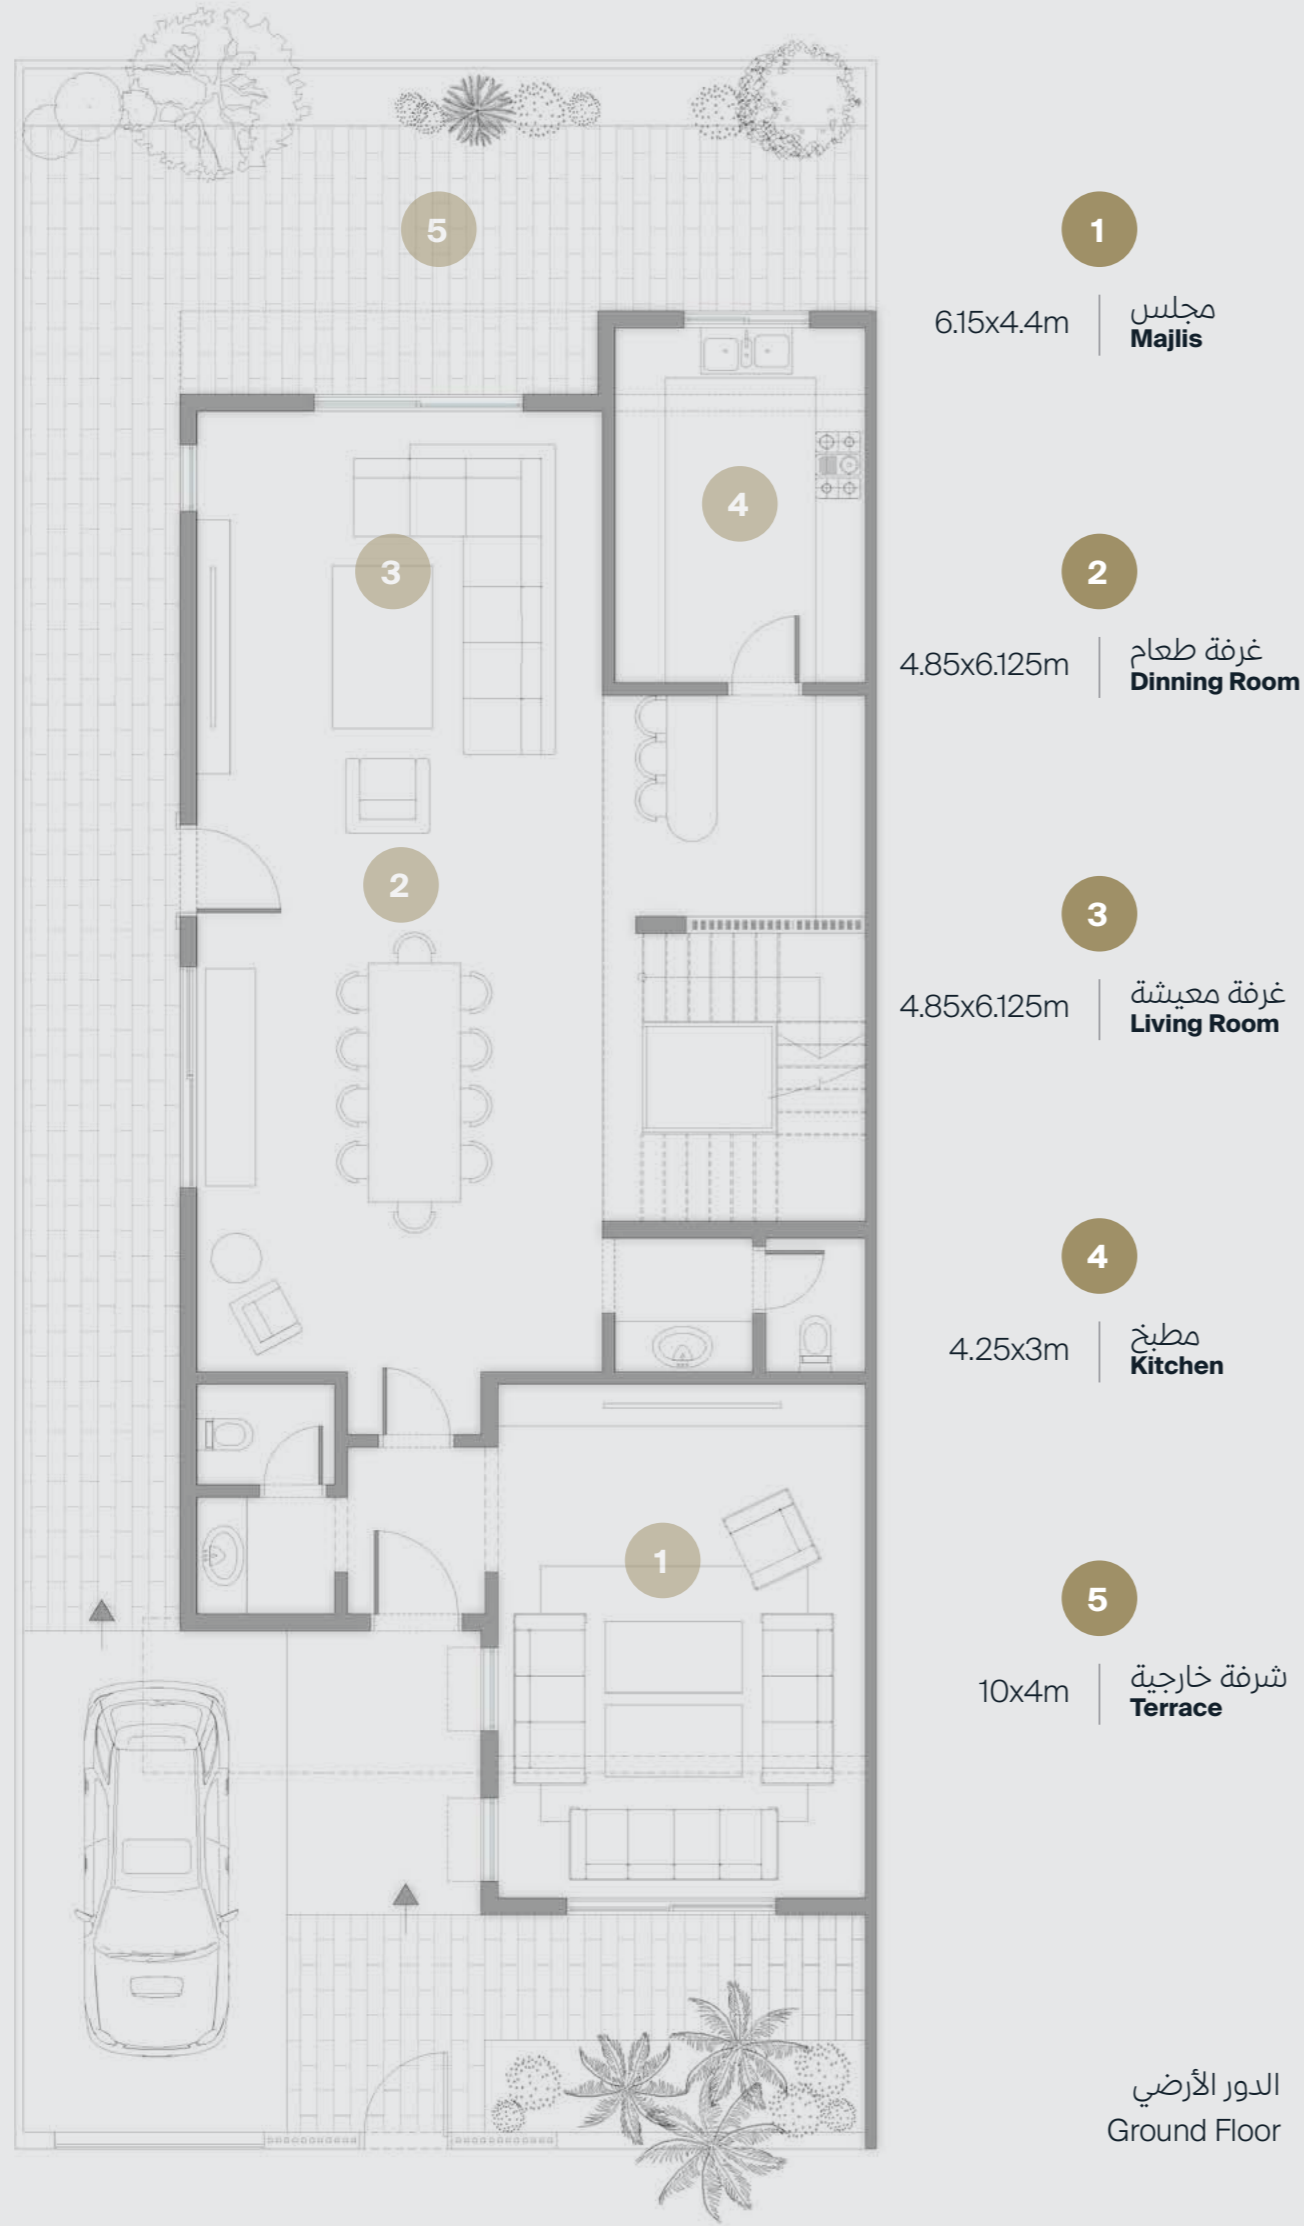 5
3
4
2
1
1
6.15x4.4m
مجلس
Majlis
2
4.85x6.125m
غرفة طعام
Dinning Room
3
4.85x6.125m
غرفة معيشة
Living Room
4
4.25x3m
مطبخ
Kitchen
5
10x4m
شرفة خارجية
Terrace
الدور الأرضي
Ground Floor